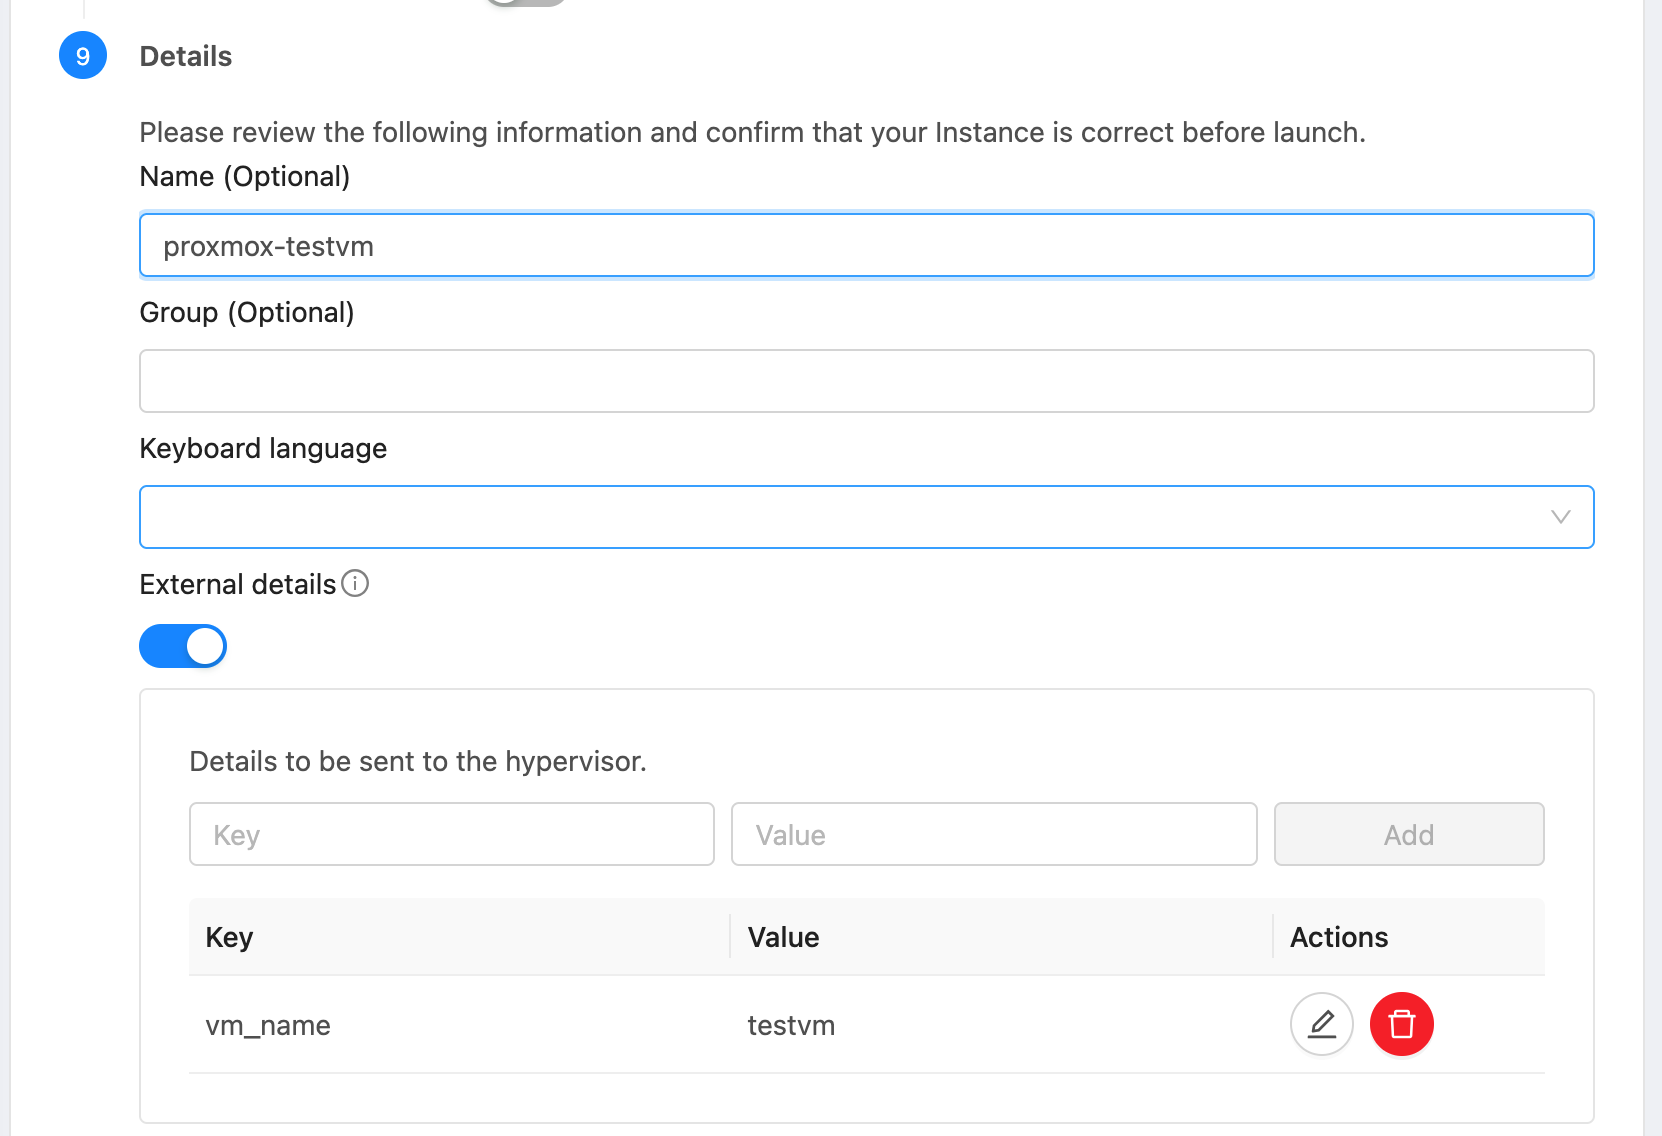 9 Details
Please review the following information and confirm that your Instance is correct before launch.
Name (Optional)
proxmox-testvm
Group (Optional)
Keyboard language
External details
Details to be sent to the hypervisor.
Key Value Add
Key Value Actions
vm_name testvm